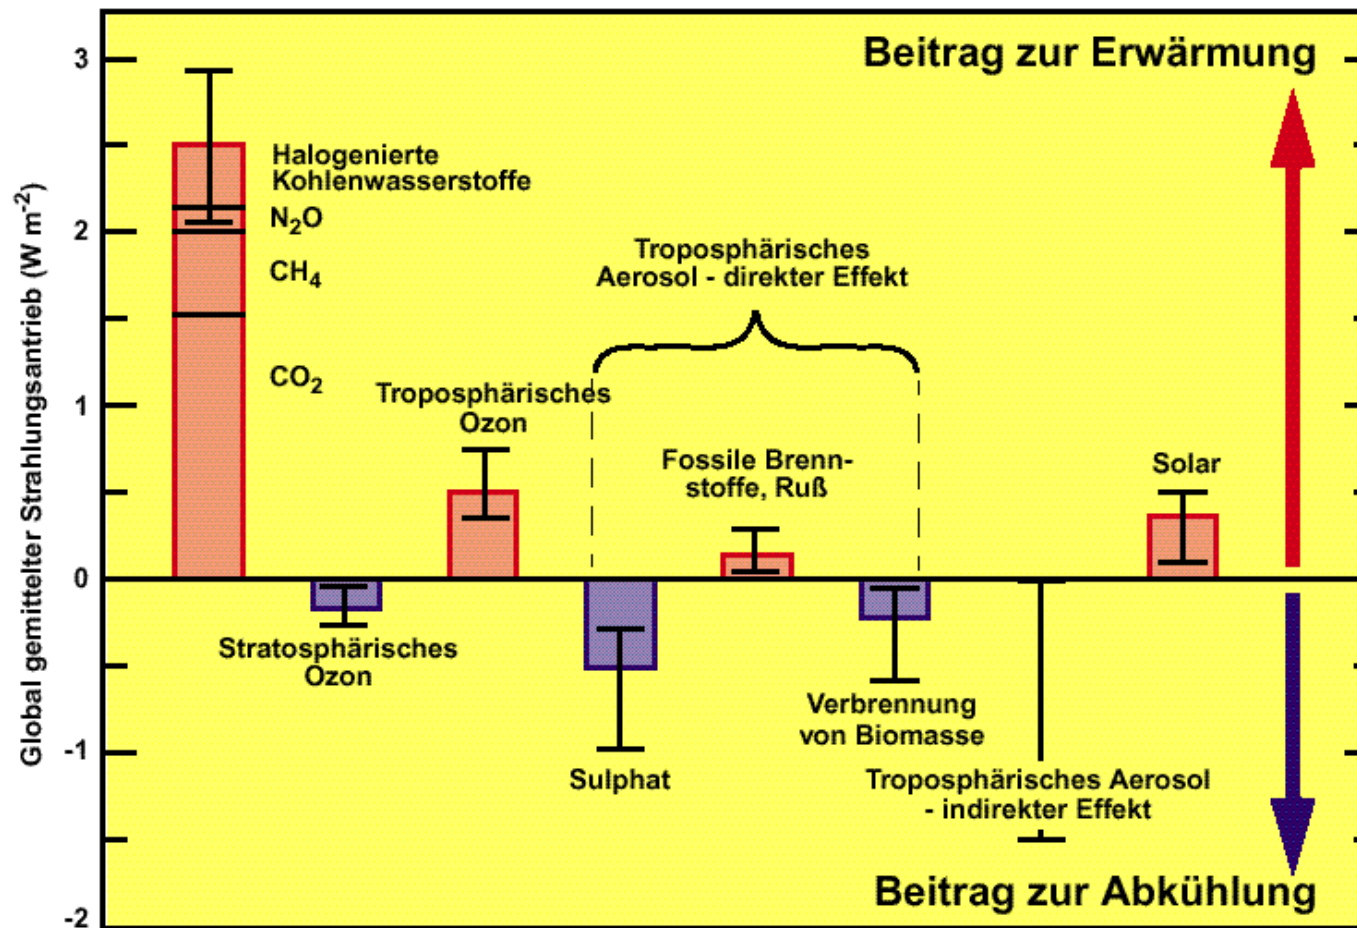 Global gemittelter Strahlungsantrieb (W m-2)
3
2
1
0
-1
-2
Beitrag zur Erwärmung
Halogenierte
Kohlenwasserstoffe
N2O
CH4
CO2
Troposphärisches
Aerosol - direkter Effekt
Troposphärisches
Ozon
Fossile Brenn-
stoffe, Ruß
Solar
Stratosphärisches
Ozon
Sulphat
Verbrennung
von Biomasse
Troposphärisches Aerosol
- indirekter Effekt
Beitrag zur Abkühlung